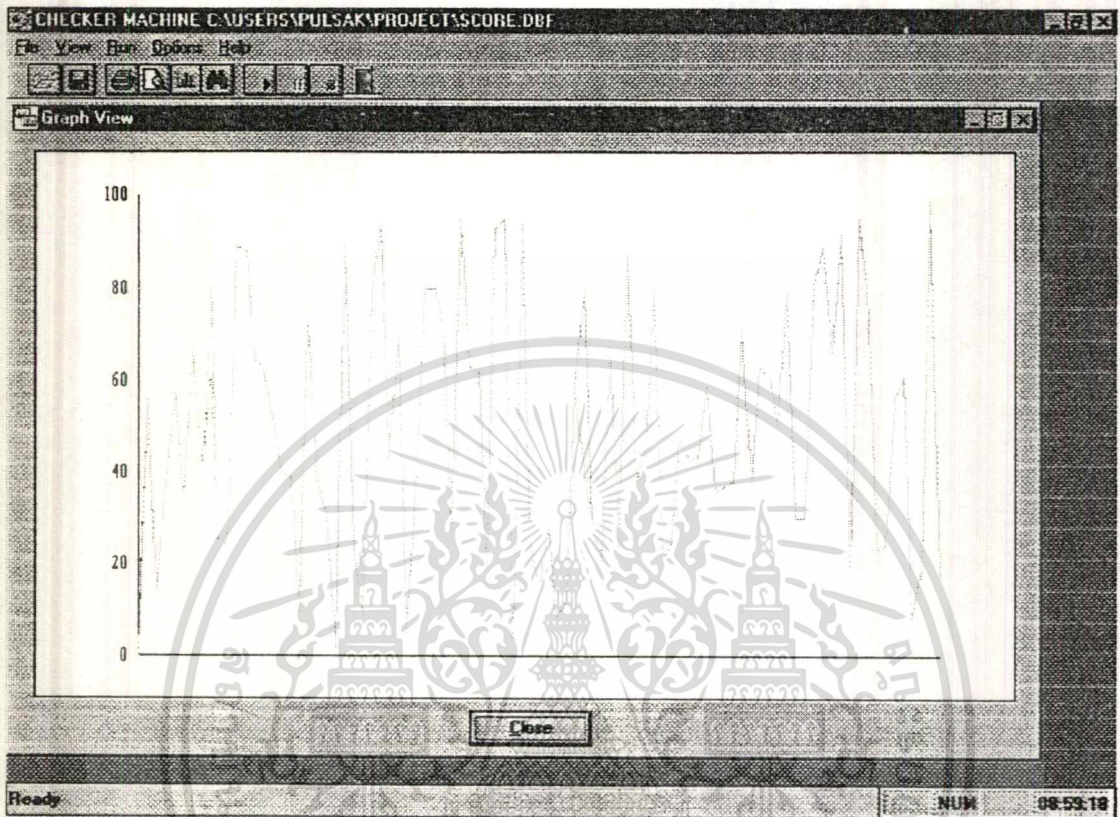 CHECKER MACHINE C:\USERS\PULSAK\PROJECT\SCORE.DBF
File View Run Options Help
Graph View
100
80
60
40
20
0
Close
Ready
NUM
08:59:18